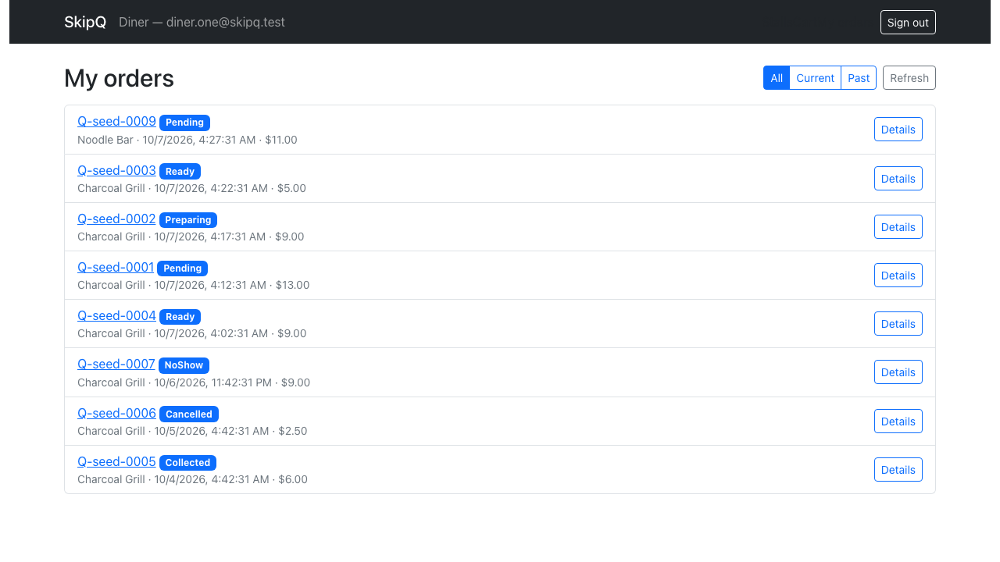 SkipQ Diner — diner.one@skipq.test Sign out
My orders All Current Past Refresh
Q-seed-0009 Pending
Noodle Bar · 10/7/2026, 4:27:31 AM · $11.00
Details
Q-seed-0003 Ready
Charcoal Grill · 10/7/2026, 4:22:31 AM · $5.00
Details
Q-seed-0002 Preparing
Charcoal Grill · 10/7/2026, 4:17:31 AM · $9.00
Details
Q-seed-0001 Pending
Charcoal Grill · 10/7/2026, 4:12:31 AM · $13.00
Details
Q-seed-0004 Ready
Charcoal Grill · 10/7/2026, 4:02:31 AM · $9.00
Details
Q-seed-0007 NoShow
Charcoal Grill · 10/6/2026, 11:42:31 PM · $9.00
Details
Q-seed-0006 Cancelled
Charcoal Grill · 10/5/2026, 4:42:31 AM · $2.50
Details
Q-seed-0005 Collected
Charcoal Grill · 10/4/2026, 4:42:31 AM · $6.00
Details